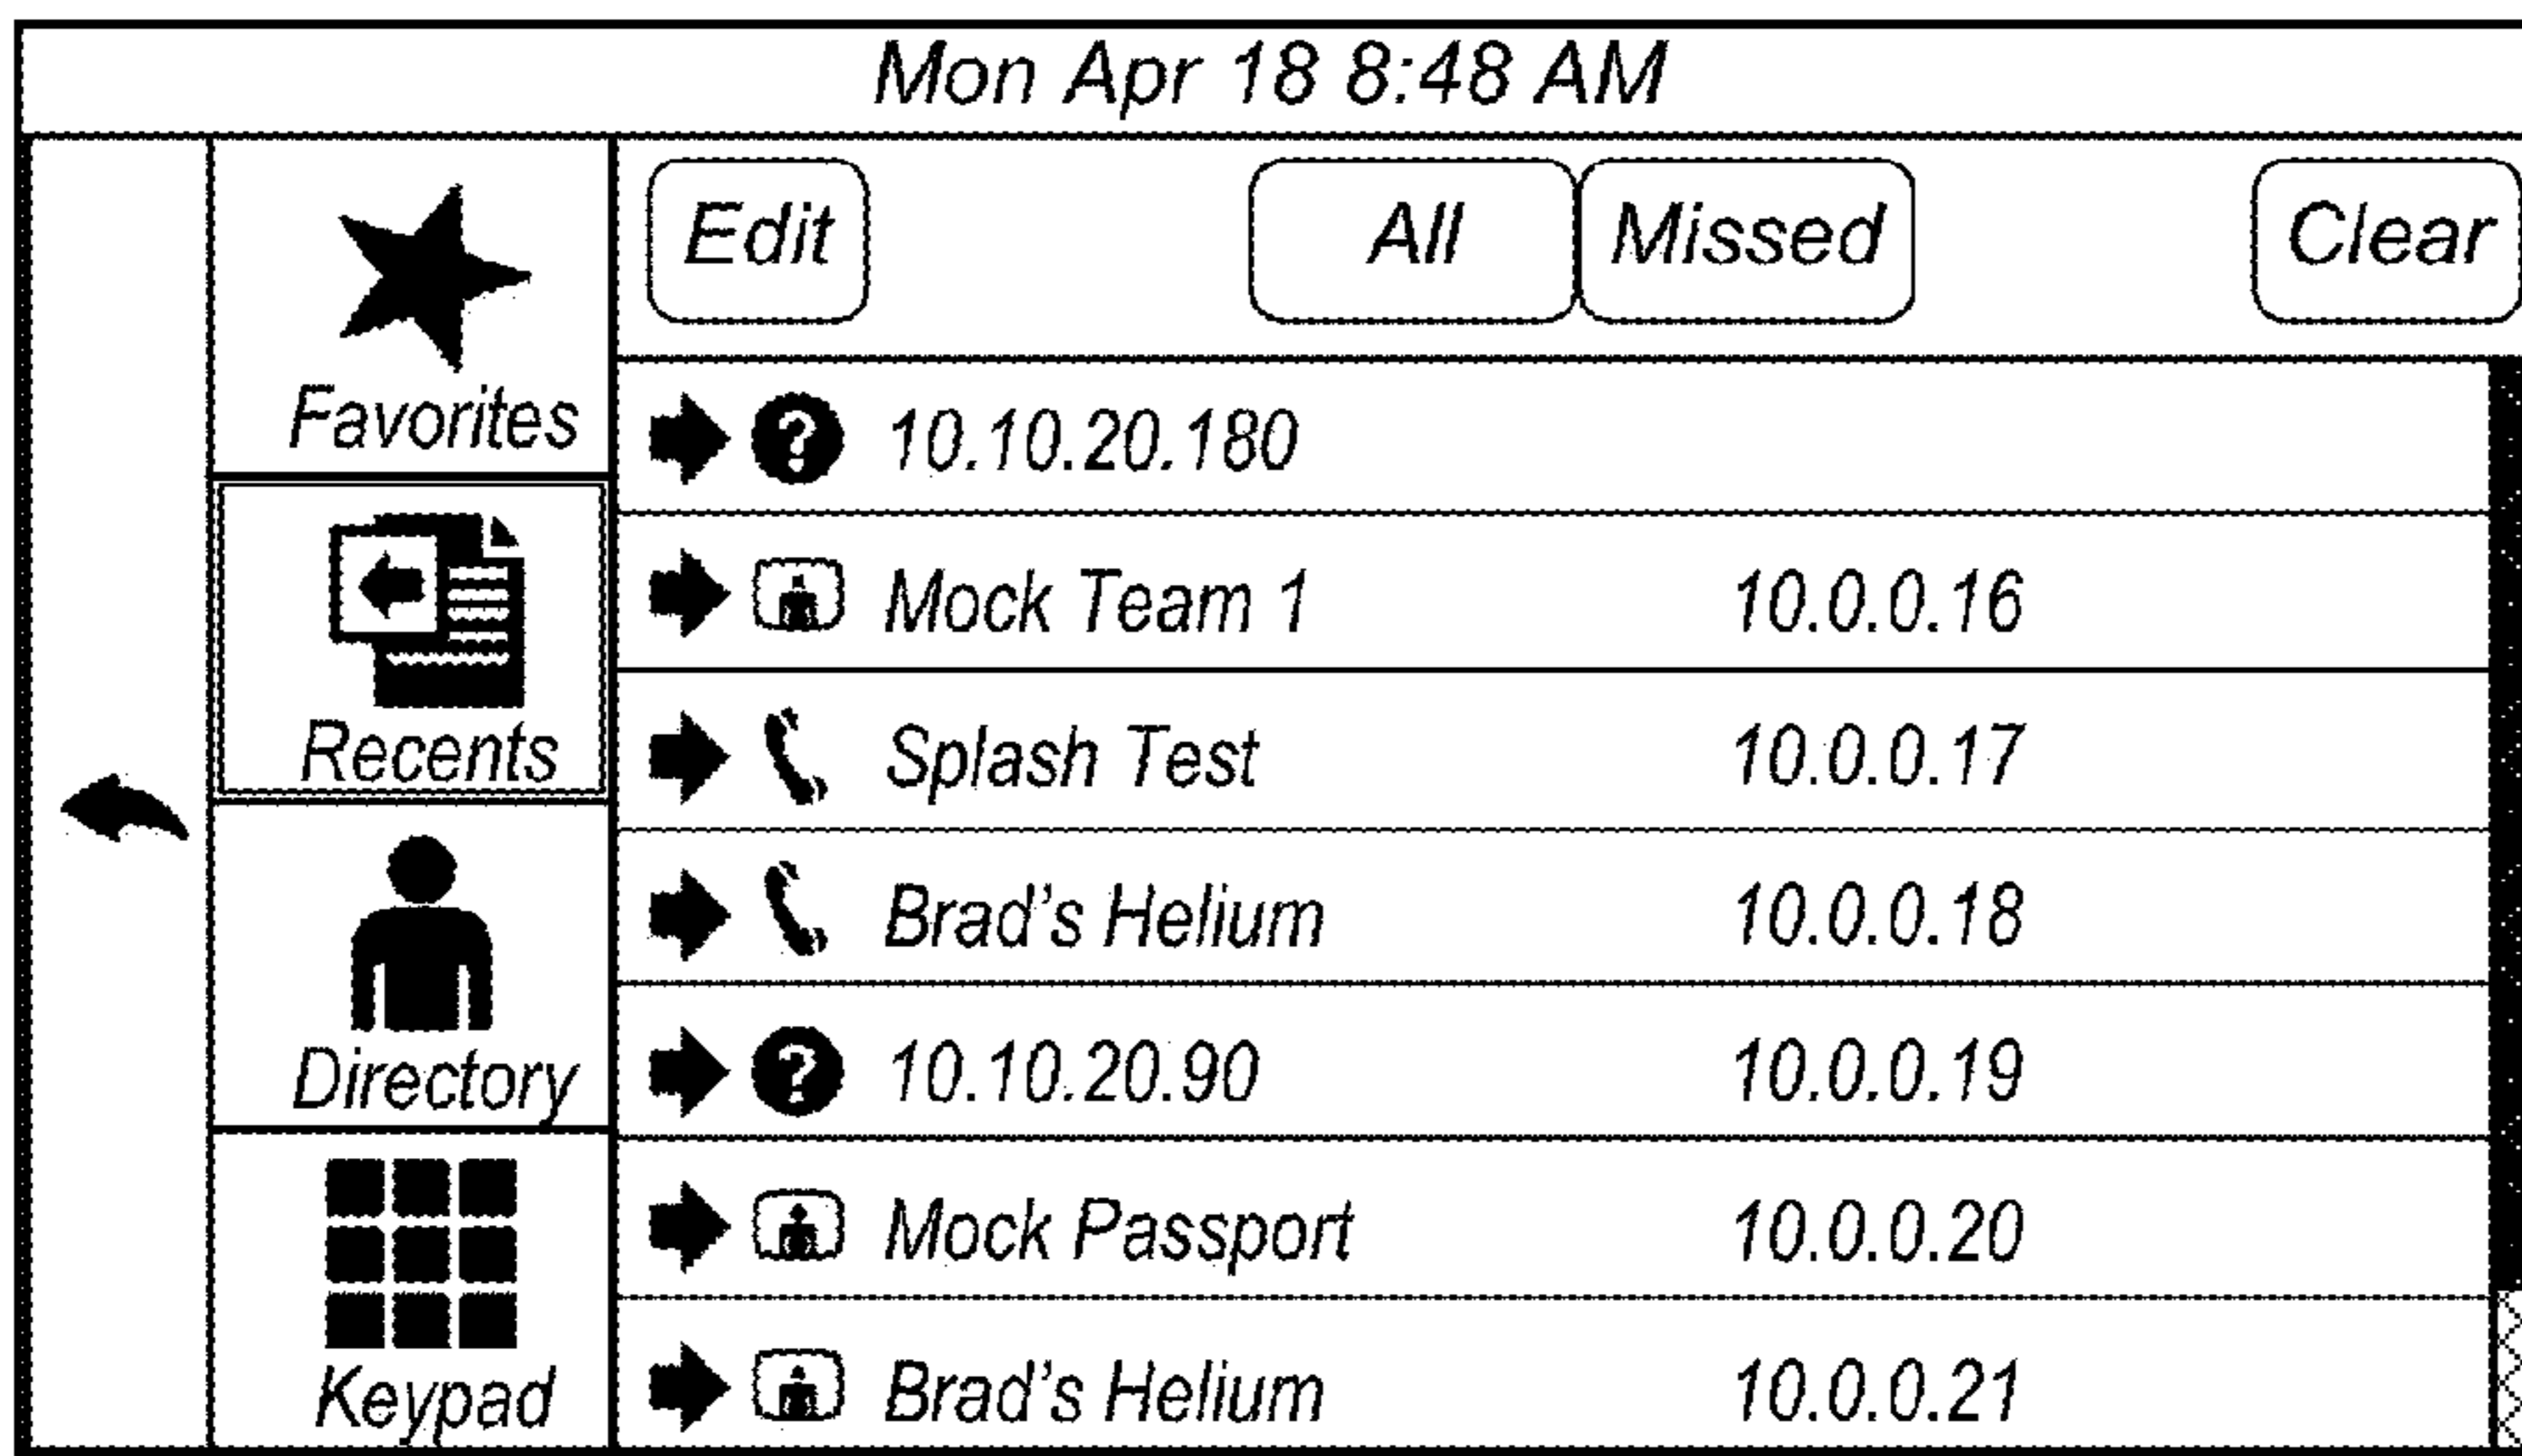 Mon Apr 18 8:48 AM
Favorites
Recents
Directory
Keypad
Edit
All
Missed
Clear
10.10.20.180
Mock Team 1 10.0.0.16
Splash Test 10.0.0.17
Brad's Helium 10.0.0.18
10.10.20.90 10.0.0.19
Mock Passport 10.0.0.20
Brad's Helium 10.0.0.21